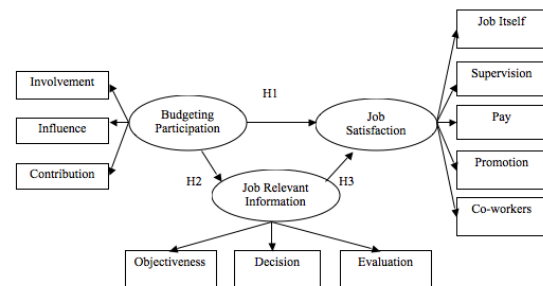 Job Itself
Involvement
H1
Supervision
Budgeting
Participation
Job
Satisfaction
Influence
Pay
Contribution
H2
Job Relevant
Information
H3
Promotion
Co-workers
Objectiveness
Decision
Evaluation